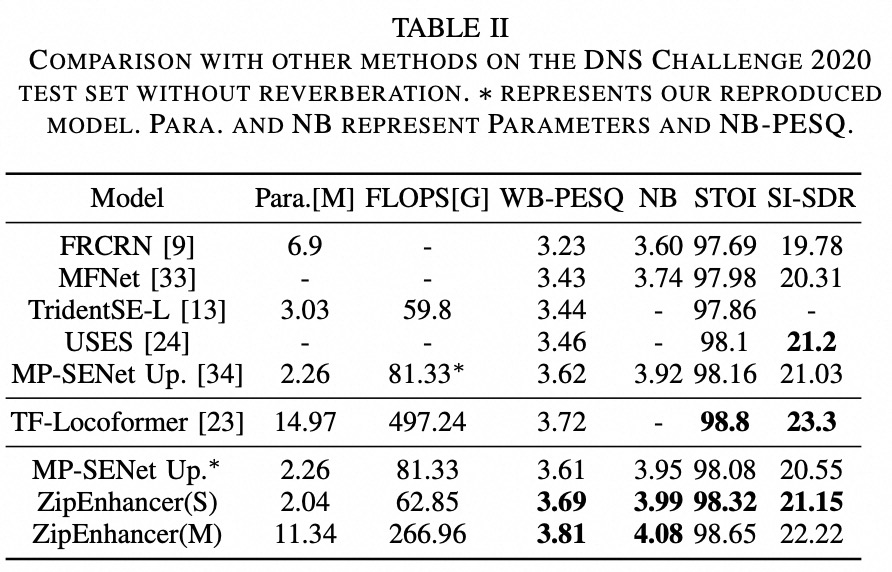 TABLE II
COMPARISON WITH OTHER METHODS ON THE DNS CHALLENGE 2020
TEST SET WITHOUT REVERBERATION. * REPRESENTS OUR REPRODUCED
MODEL. PARA. AND NB REPRESENT PARAMETERS AND NB-PESQ.
Model Para.[M] FLOPS[G] WB-PESQ NB STOI SI-SDR
FRCRN [9] 6.9 - 3.23 3.60 97.69 19.78
MFNet [33] - - 3.43 3.74 97.98 20.31
TridentSE-L [13] 3.03 59.8 3.44 - 97.86 -
USES [24] - - 3.46 - 98.1 21.2
MP-SENet Up. [34] 2.26 81.33* 3.62 3.92 98.16 21.03
TF-Locoformer [23] 14.97 497.24 3.72 - 98.8 23.3
MP-SENet Up.* 2.26 81.33 3.61 3.95 98.08 20.55
ZipEnhancer(S) 2.04 62.85 3.69 3.99 98.32 21.15
ZipEnhancer(M) 11.34 266.96 3.81 4.08 98.65 22.22